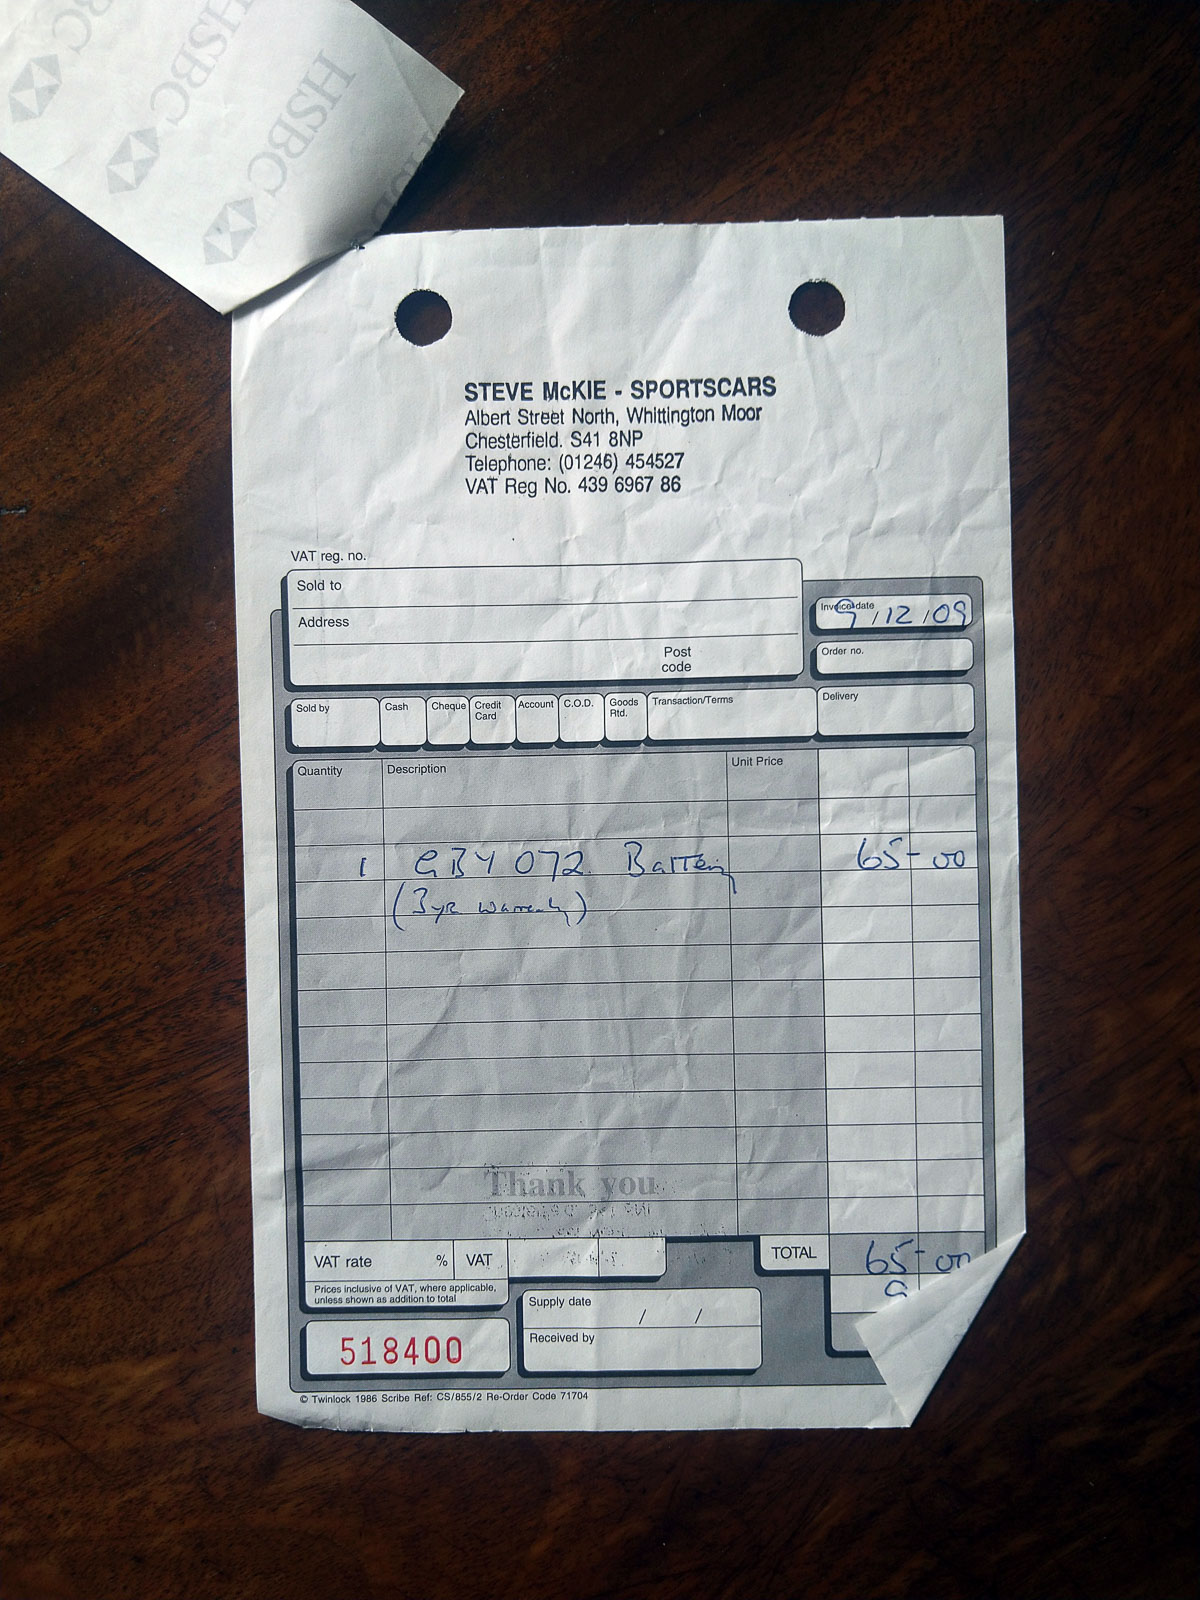 HSBC
HSBC
HSBC
STEVE McKIE - SPORTSCARS
Albert Street North, Whittington Moor
Chesterfield. S41 8NP
Telephone: (01246) 454527
VAT Reg No. 439 6967 86
VAT reg. no.
Sold to
Address
Post code
Invoice date 9/12/09
Order no.
Sold by Cash Cheque Credit Card Account C.O.D. Goods Rtd. Transaction/Terms Delivery
Quantity Description Unit Price
1 GBY 072 Battery 65-00
(3yr warranty)
Thank you
VAT rate % VAT TOTAL 65-00
Prices inclusive of VAT, where applicable,
unless shown as addition to total
Supply date / /
Received by
518400
© Twinlock 1986 Scribe Ref: CS/855/2 Re-Order Code 71704